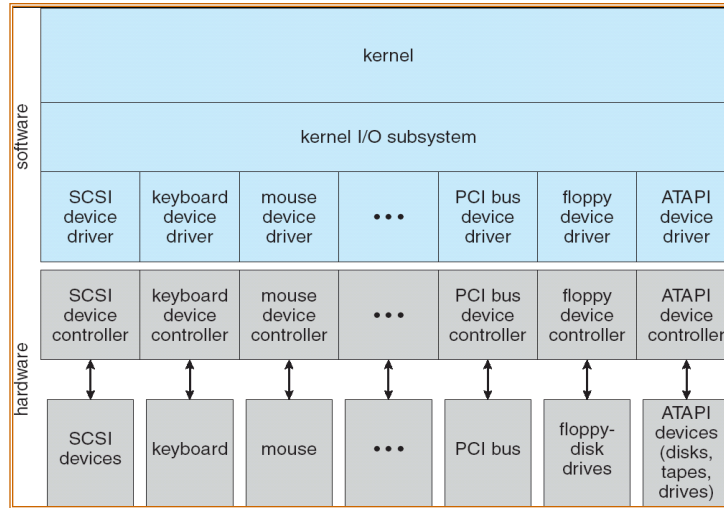 software
kernel
kernel I/O subsystem
SCSI
device
driver
keyboard
device
driver
mouse
device
driver
•••
PCI bus
device
driver
floppy
device
driver
ATAPI
device
driver
hardware
SCSI
device
controller
keyboard
device
controller
mouse
device
controller
•••
PCI bus
device
controller
floppy
device
controller
ATAPI
device
controller
SCSI
devices
keyboard
mouse
•••
PCI bus
floppy-
disk
drives
ATAPI
devices
(disks,
tapes,
drives)